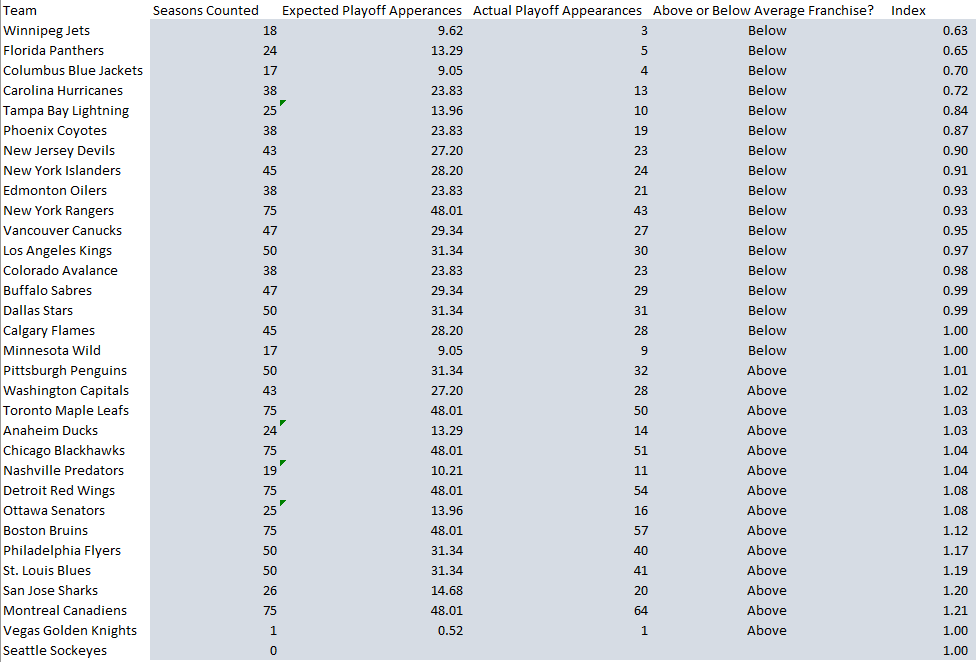 Team Seasons Counted Expected Playoff Apperances Actual Playoff Appearances Above or Below Average Franchise? Index
Winnipeg Jets 18 9.62 3 Below 0.63
Florida Panthers 24 13.29 5 Below 0.65
Columbus Blue Jackets 17 9.05 4 Below 0.70
Carolina Hurricanes 38 23.83 13 Below 0.72
Tampa Bay Lightning 25 13.96 10 Below 0.84
Phoenix Coyotes 38 23.83 19 Below 0.87
New Jersey Devils 43 27.20 23 Below 0.90
New York Islanders 45 28.20 24 Below 0.91
Edmonton Oilers 38 23.83 21 Below 0.93
New York Rangers 75 48.01 43 Below 0.93
Vancouver Canucks 47 29.34 27 Below 0.95
Los Angeles Kings 50 31.34 30 Below 0.97
Colorado Avalance 38 23.83 23 Below 0.98
Buffalo Sabres 47 29.34 29 Below 0.99
Dallas Stars 50 31.34 31 Below 0.99
Calgary Flames 45 28.20 28 Below 1.00
Minnesota Wild 17 9.05 9 Below 1.00
Pittsburgh Penguins 50 31.34 32 Above 1.01
Washington Capitals 43 27.20 28 Above 1.02
Toronto Maple Leafs 75 48.01 50 Above 1.03
Anaheim Ducks 24 13.29 14 Above 1.03
Chicago Blackhawks 75 48.01 51 Above 1.04
Nashville Predators 19 10.21 11 Above 1.04
Detroit Red Wings 75 48.01 54 Above 1.08
Ottawa Senators 25 13.96 16 Above 1.08
Boston Bruins 75 48.01 57 Above 1.12
Philadelphia Flyers 50 31.34 40 Above 1.17
St. Louis Blues 50 31.34 41 Above 1.19
San Jose Sharks 26 14.68 20 Above 1.20
Montreal Canadiens 75 48.01 64 Above 1.21
Vegas Golden Knights 1 0.52 1 Above 1.00
Seattle Sockeyes 0 1.00